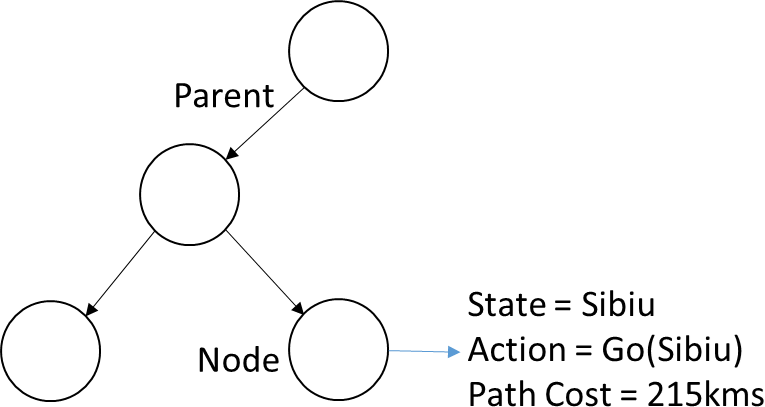 Parent
Node
State = Sibiu
Action = Go(Sibiu)
Path Cost = 215kms